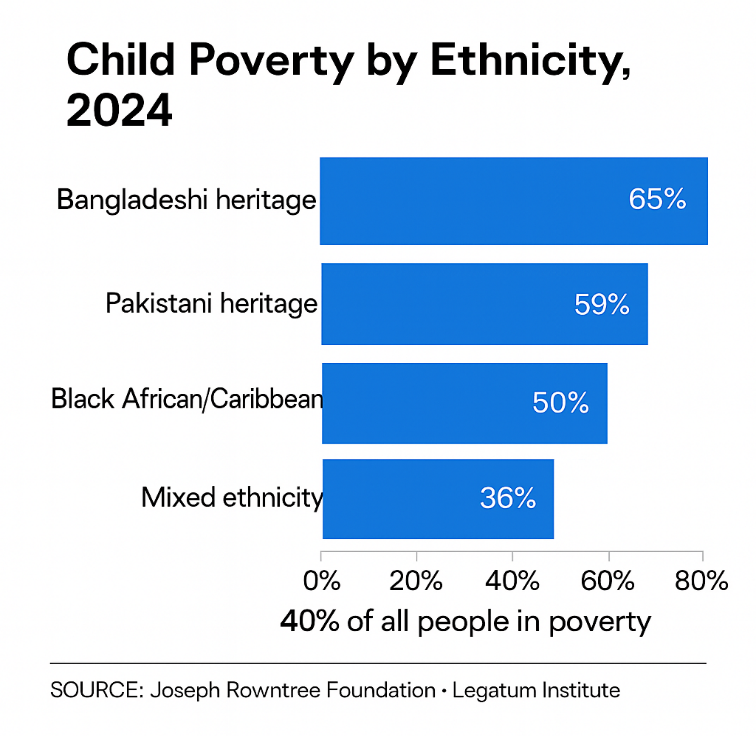 Child Poverty by Ethnicity,
2024
Bangladeshi heritage 65%
Pakistani heritage 59%
Black African/Caribbean 50%
Mixed ethnicity 36%
0% 20% 40% 60% 80%
40% of all people in poverty
SOURCE: Joseph Rowntree Foundation • Legatum Institute